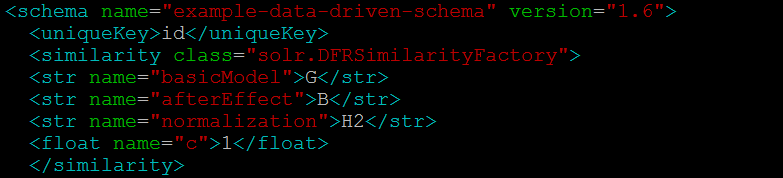 <schema name="example-data-driven-schema" version="1.6">
<uniqueKey>id</uniqueKey>
<similarity class="solr.DFRSimilarityFactory">
<str name="basicModel">G</str>
<str name="afterEffect">B</str>
<str name="normalization">H2</str>
<float name="c">1</float>
</similarity>